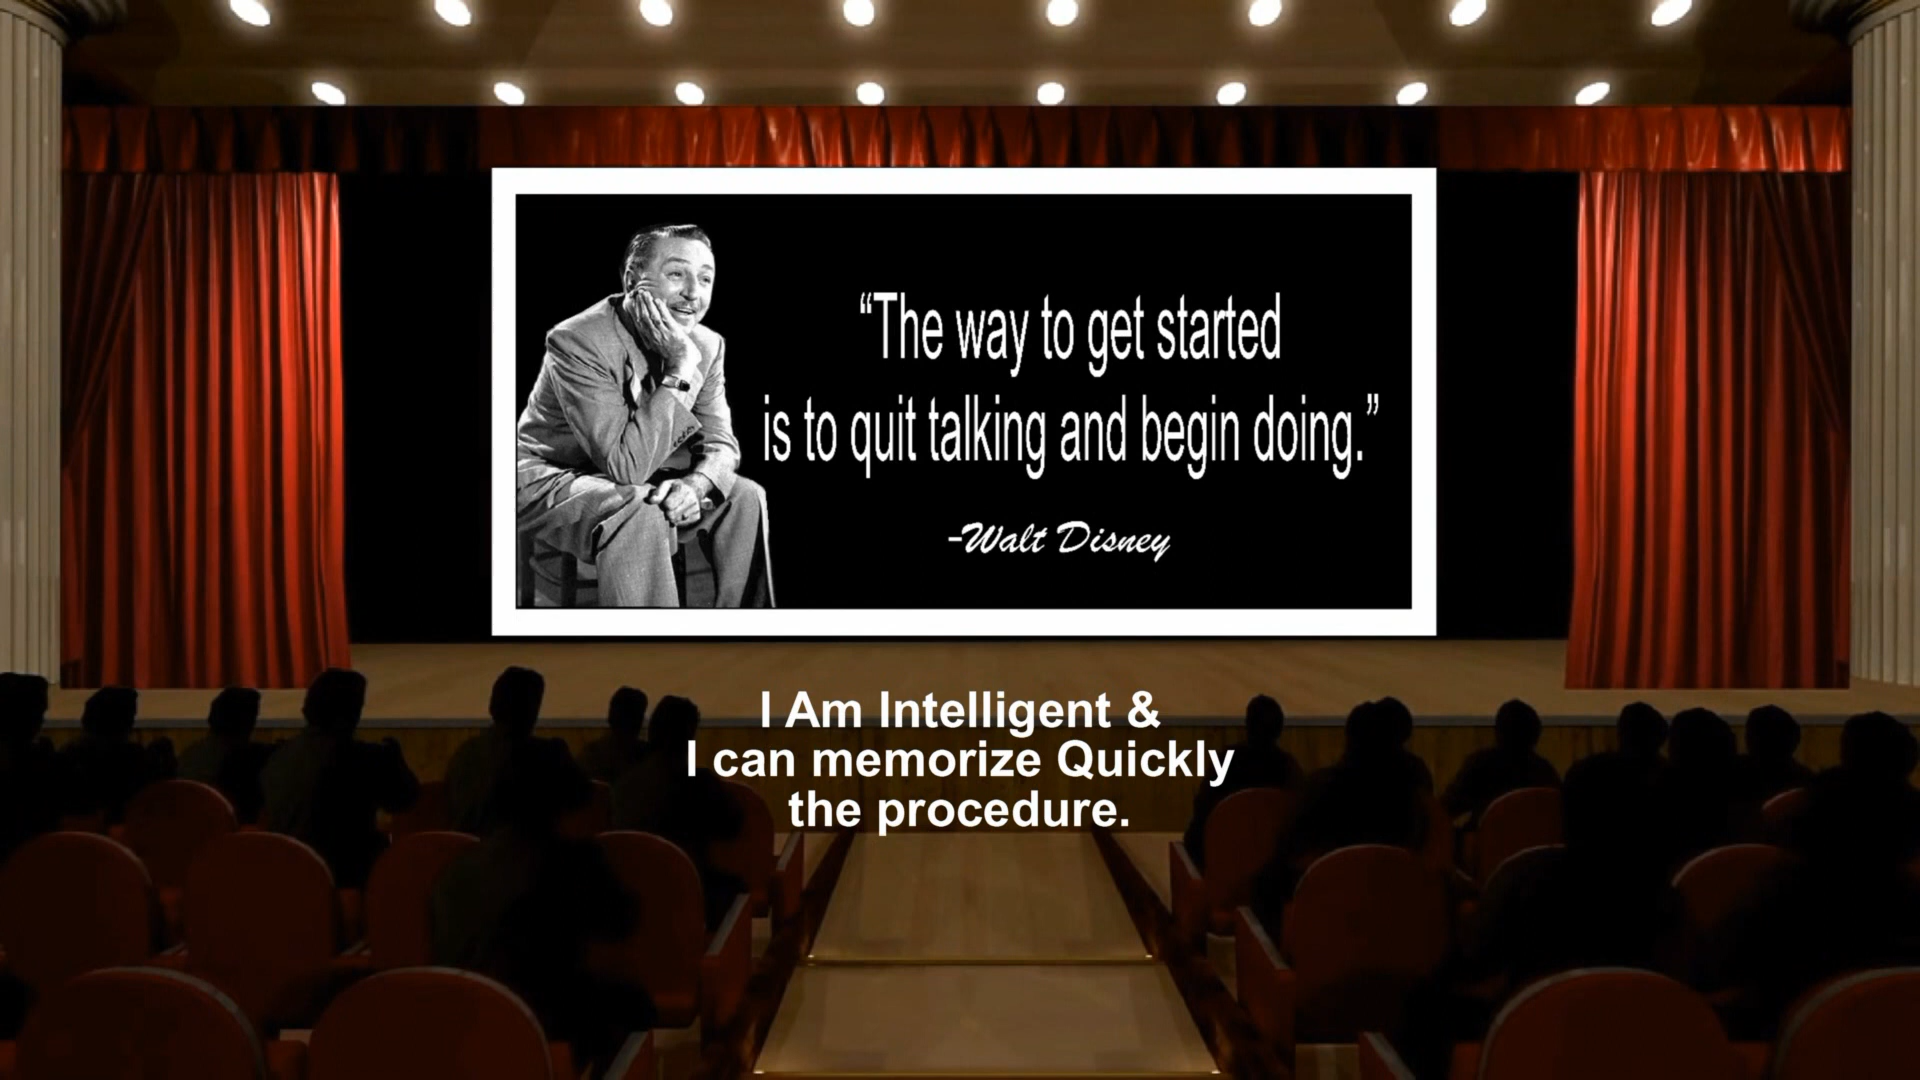 “The way to get started
is to quit talking and begin doing.”
-Walt Disney
I Am Intelligent &
I can memorize Quickly
the procedure.